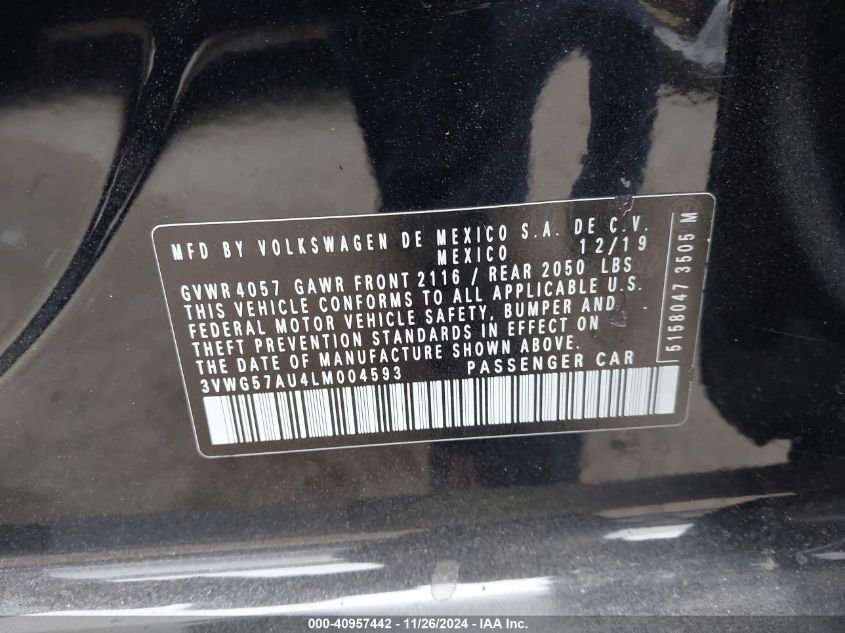 MFD BY VOLKSWAGEN DE MEXICO S.A. DE C.V.
MEXICO 12/19
GVWR 4057 GAWR FRONT 2116 / REAR 2050 LBS
THIS VEHICLE CONFORMS TO ALL APPLICABLE U.S.
FEDERAL MOTOR VEHICLE SAFETY, BUMPER AND
THEFT PREVENTION STANDARDS IN EFFECT ON
THE DATE OF MANUFACTURE SHOWN ABOVE.
3VWG57AU4LM004593 PASSENGER CAR
5158047 3505 M
000-40957442 - 11/26/2024 - IAA Inc.